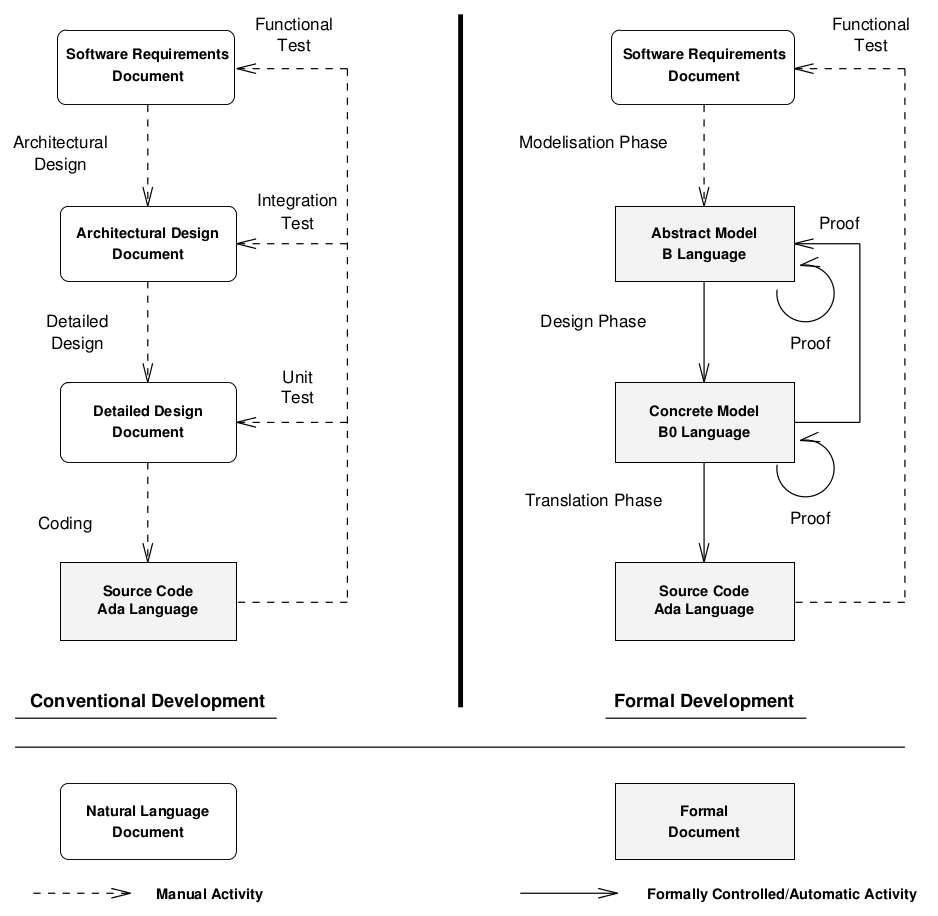 Functional
Test
Software Requirements
Document
Architectural
Design
Integration
Test
Architectural Design
Document
Detailed
Design
Unit
Test
Detailed Design
Document
Coding
Source Code
Ada Language
Conventional Development
Functional
Test
Software Requirements
Document
Modelisation Phase
Proof
Abstract Model
B Language
Design Phase
Proof
Concrete Model
B0 Language
Translation Phase
Proof
Source Code
Ada Language
Formal Development
Natural Language
Document
Formal
Document
Manual Activity
Formally Controlled/Automatic Activity